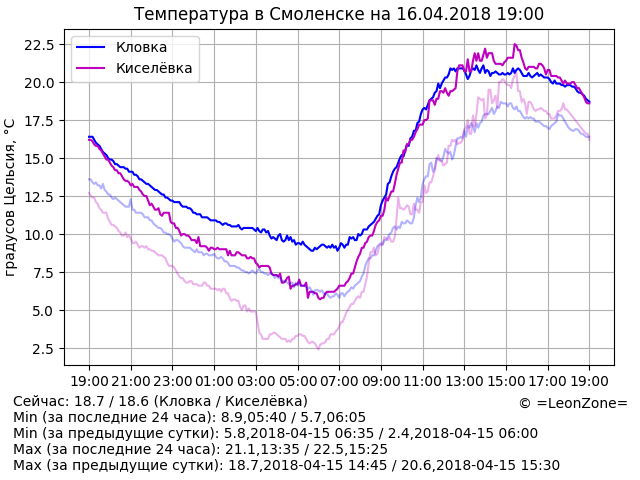 Температура в Смоленске на 16.04.2018 19:00
Кловка
Киселёвка
градусов Цельсия, °C
22.5
20.0
17.5
15.0
12.5
10.0
7.5
5.0
2.5
19:00 21:00 23:00 01:00 03:00 05:00 07:00 09:00 11:00 13:00 15:00 17:00 19:00
Сейчас: 18.7 / 18.6 (Кловка / Киселёвка)
© =LeonZone=
Min (за последние 24 часа): 8.9,05:40 / 5.7,06:05
Min (за предыдущие сутки): 5.8,2018-04-15 06:35 / 2.4,2018-04-15 06:00
Max (за последние 24 часа): 21.1,13:35 / 22.5,15:25
Max (за предыдущие сутки): 18.7,2018-04-15 14:45 / 20.6,2018-04-15 15:30